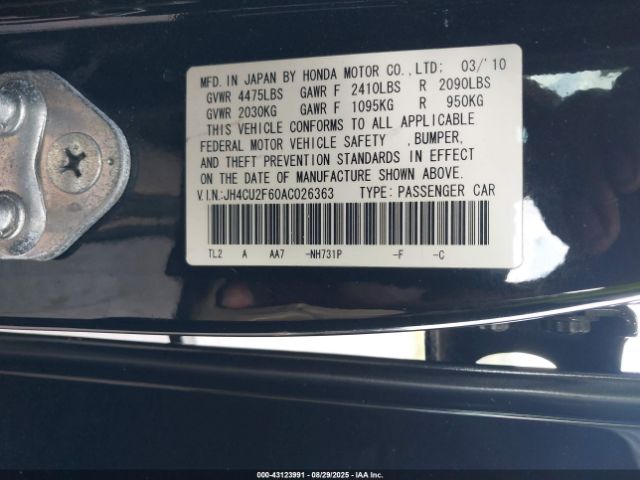 MFD. IN JAPAN BY HONDA MOTOR CO.,LTD; 03/'10
GVWR 4475LBS GAWR F 2410LBS R 2090LBS
GVWR 2030KG GAWR F 1095KG R 950KG
THIS VEHICLE CONFORMS TO ALL APPLICABLE
FEDERAL MOTOR VEHICLE SAFETY ,BUMPER,
AND THEFT PREVENTION STANDARDS IN EFFECT
ON THE DATE OF MANUFACTURE SHOWN ABOVE.
V.I.N.:JH4CU2F60AC026363 TYPE: PASSENGER CAR
TL2 A AA7 -NH731P -F -C
000-43123991 - 08/29/2025 - IAAI Inc.